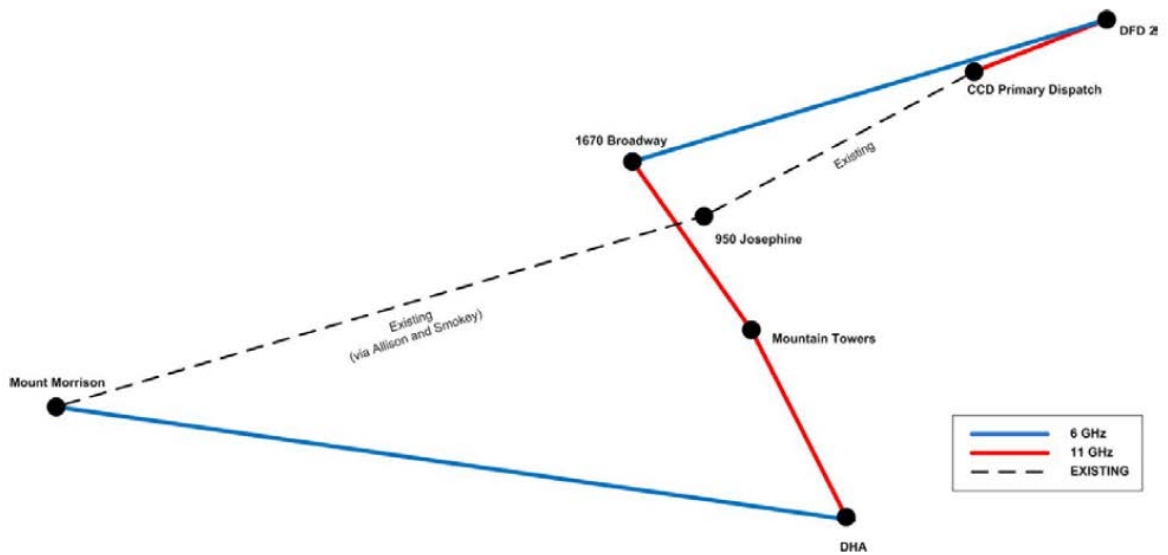 DFD 2
CCD Primary Dispatch
1670 Broadway
Existing
950 Josephine
Existing
(via Allison and Smokey)
Mountain Towers
Mount Morrison
6 GHz
11 GHz
EXISTING
DHA